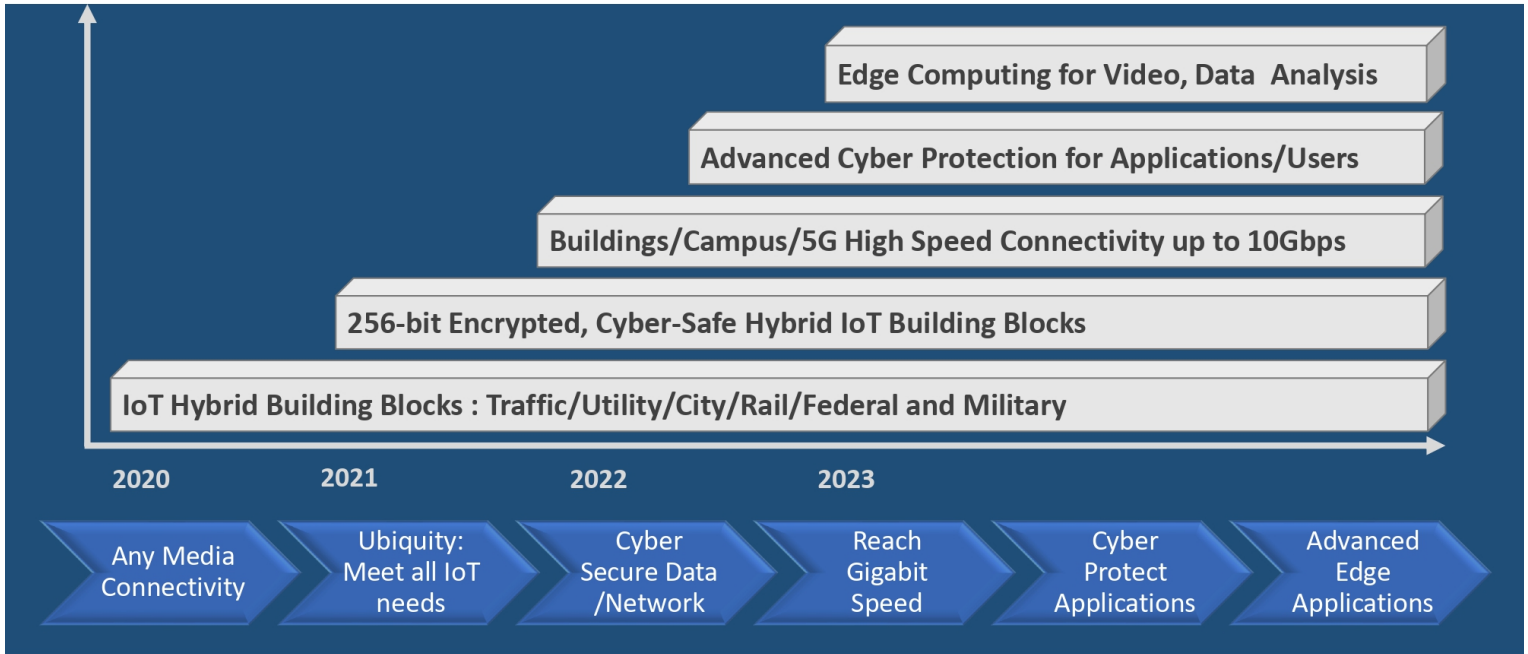 Edge Computing for Video, Data Analysis
Advanced Cyber Protection for Applications/Users
Buildings/Campus/5G High Speed Connectivity up to 10Gbps
256-bit Encrypted, Cyber-Safe Hybrid IoT Building Blocks
IoT Hybrid Building Blocks : Traffic/Utility/City/Rail/Federal and Military
2020
2021
2022
2023
Any Media
Connectivity
Ubiquity:
Meet all IoT
needs
Cyber
Secure Data
/Network
Reach
Gigabit
Speed
Cyber
Protect
Applications
Advanced
Edge
Applications